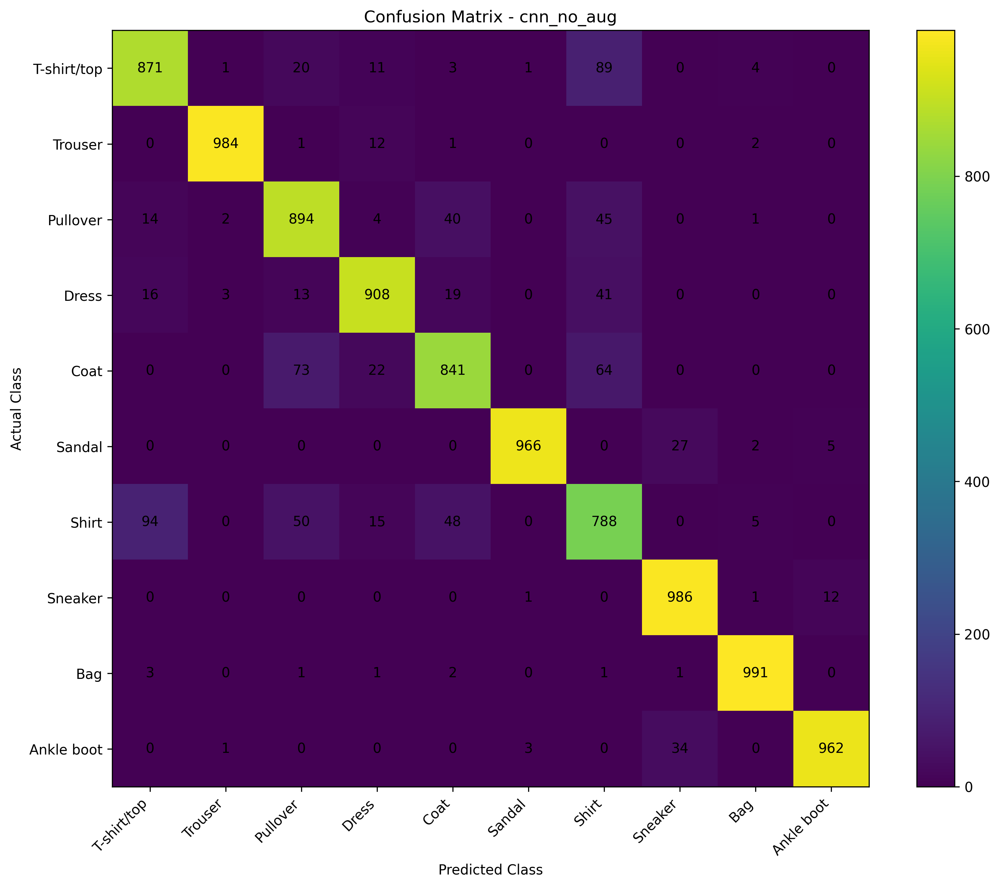 Confusion Matrix - cnn_no_aug
T-shirt/top 871 1 20 11 3 1 89 0 4 0
Trouser 0 984 1 12 1 0 0 0 2 0
Pullover 14 2 894 4 40 0 45 0 1 0
Dress 16 3 13 908 19 0 41 0 0 0
Coat 0 0 73 22 841 0 64 0 0 0
Sandal 0 0 0 0 0 966 0 27 2 5
Shirt 94 0 50 15 48 0 788 0 5 0
Sneaker 0 0 0 0 0 1 0 986 1 12
Bag 3 0 1 1 2 0 1 1 991 0
Ankle boot 0 1 0 0 0 3 0 34 0 962
Actual Class
T-shirt/top Trouser Pullover Dress Coat Sandal Shirt Sneaker Bag Ankle boot
Predicted Class
800
600
400
200
0